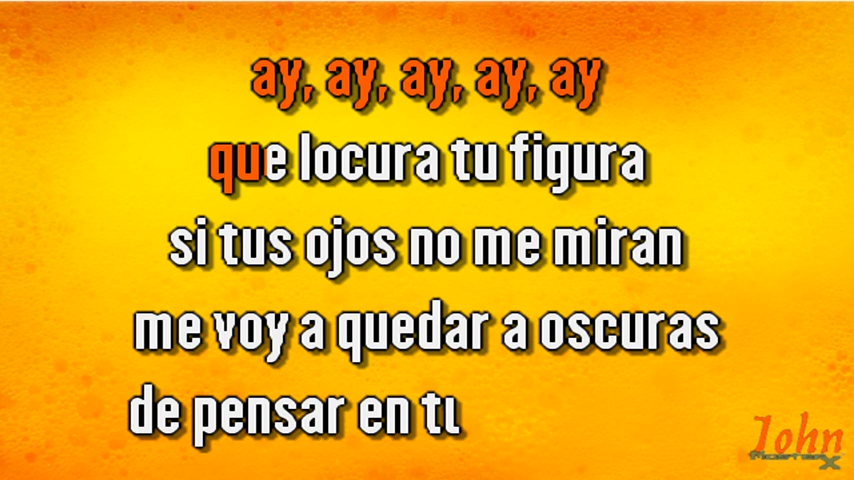 ay, ay, ay, ay, ay
que locura tu figura
si tus ojos no me miran
me voy a quedar a oscuras
de pensar en
John